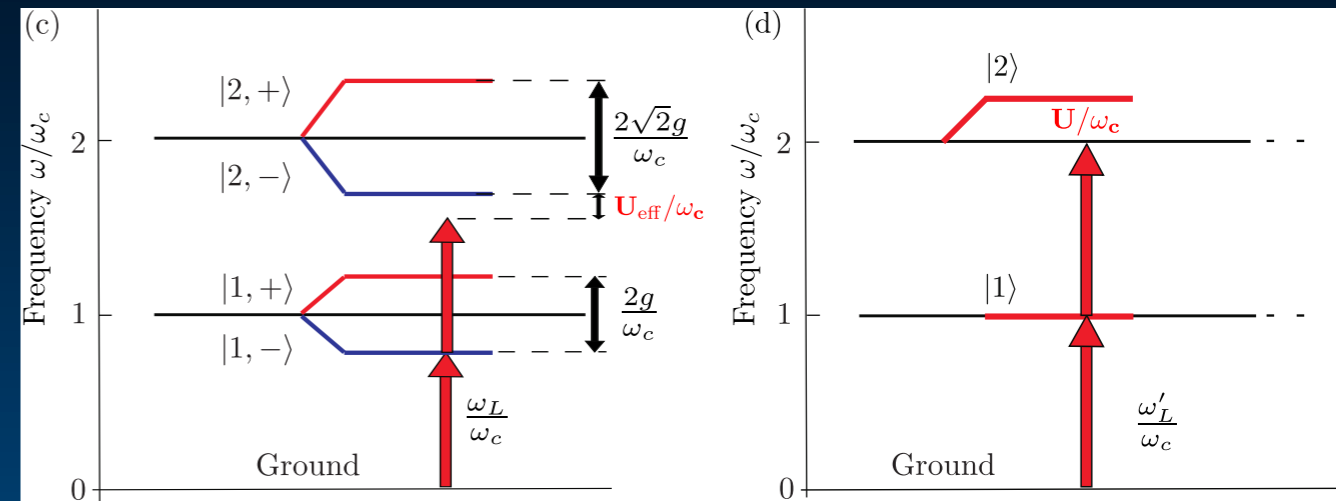 (c)
Frequency ω/ω_c
2
1
0
|2, +⟩
|2, −⟩
|1, +⟩
|1, −⟩
2√2g/ω_c
U_eff/ω_c
2g/ω_c
ω_L/ω_c
Ground
(d)
Frequency ω/ω_c
2
1
0
|2⟩
U/ω_c
|1⟩
ω′_L/ω_c
Ground